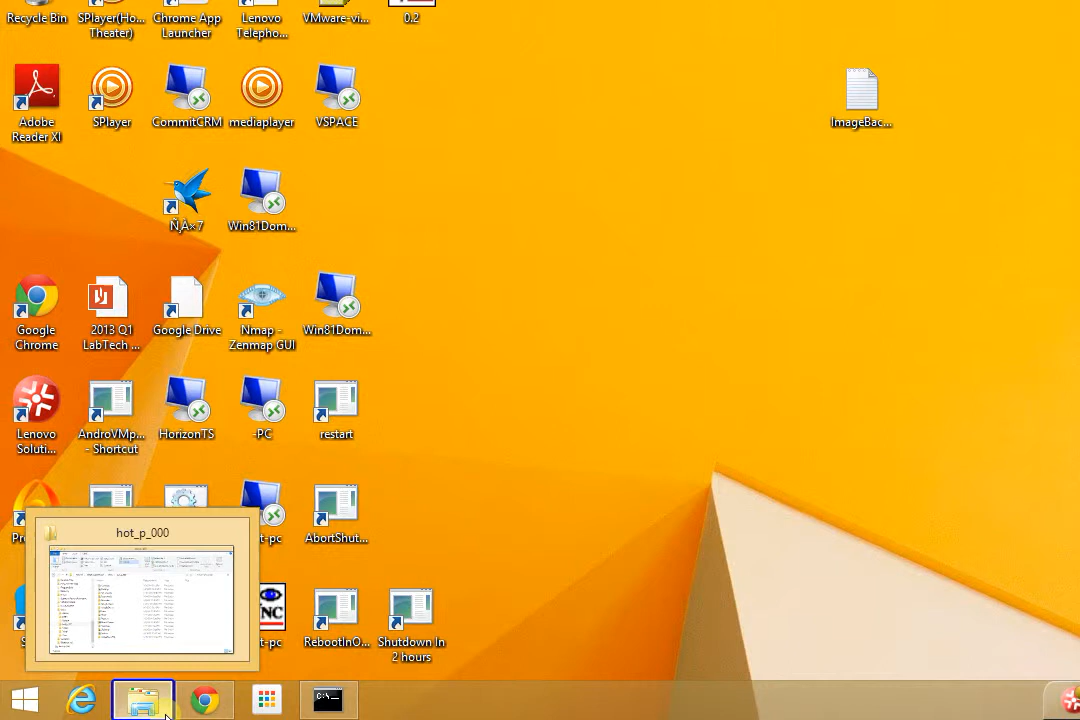 Recycle Bin
SPlayer(Ho...
Theater)
Chrome App
Launcher
Lenovo
Telepho...
VMware-vi...
0.2
Adobe
Reader XI
SPlayer
CommitCRM
mediaplayer
VSPACE
ImageBac...
Ñ‚À×7
Win81Dom...
Google
Chrome
2013 Q1
LabTech ...
Google Drive
Nmap -
Zenmap GUI
Win81Dom...
Lenovo
Soluti...
AndroVMp...
- Shortcut
HorizonTS
-PC
restart
t-pc
AbortShut...
hot_p_000
t-pc
RebootInO...
Shutdown In
2 hours
C:\_